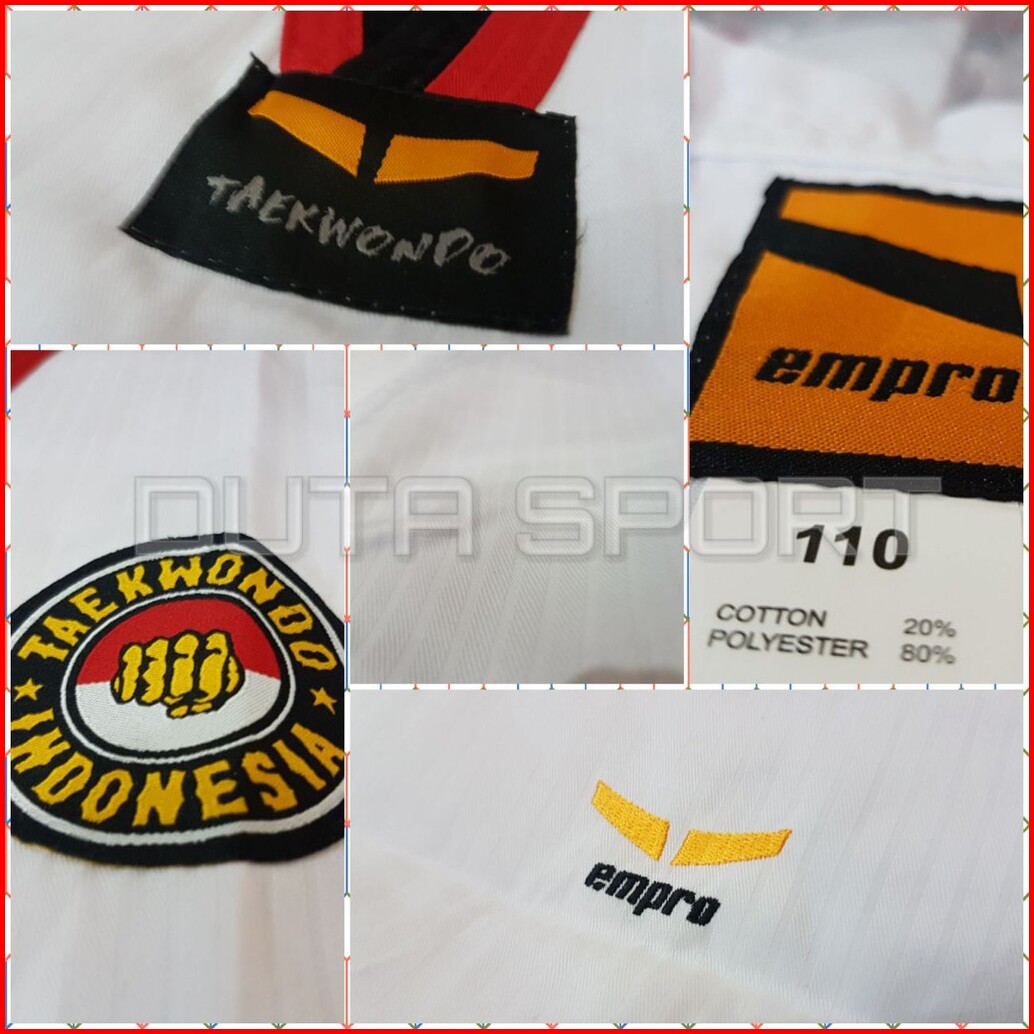 TAEKWONDO
empro
110
COTTON 20%
POLYESTER 80%
DUTA SPORT
TAEKWONDO
INDONESIA
empro